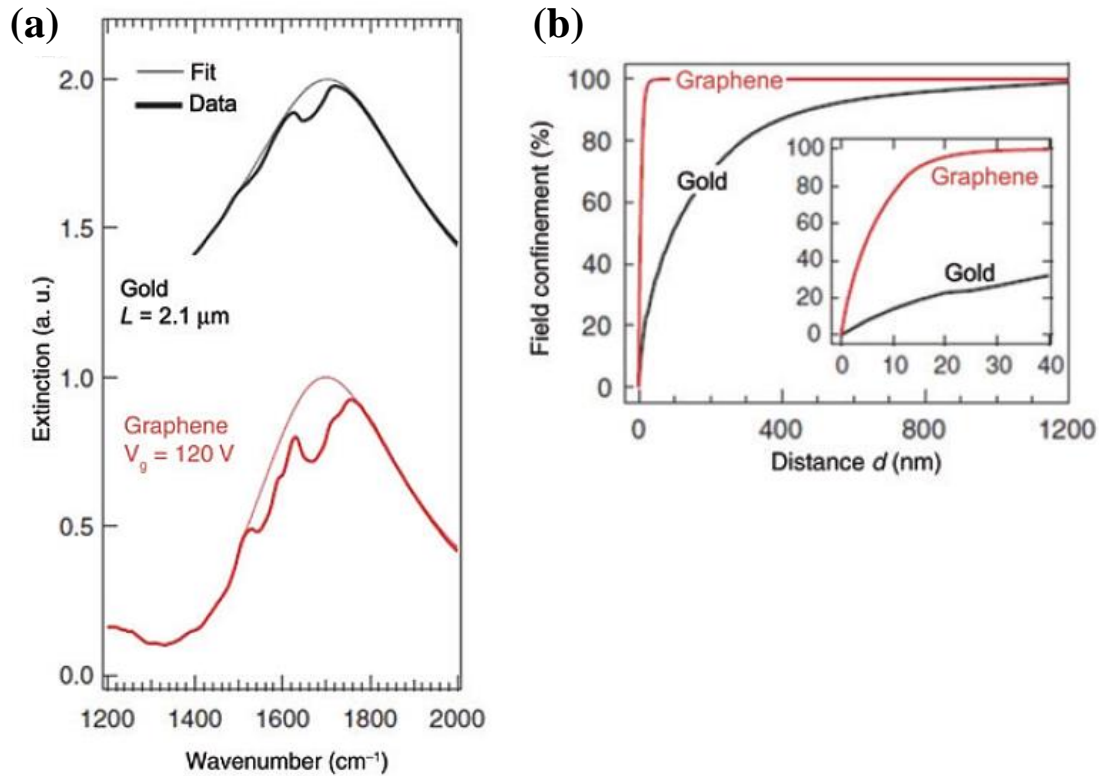 (a)
2.0
1.5
1.0
0.5
0.0
Extinction (a. u.)
Fit
Data
Gold
L = 2.1 μm
Graphene
Vg = 120 V
1200 1400 1600 1800 2000
Wavenumber (cm⁻¹)
(b)
100
80
60
40
20
0
Field confinement (%)
Graphene
Gold
100
80
60
40
20
0
Graphene
Gold
0 10 20 30 40
0 400 800 1200
Distance d (nm)